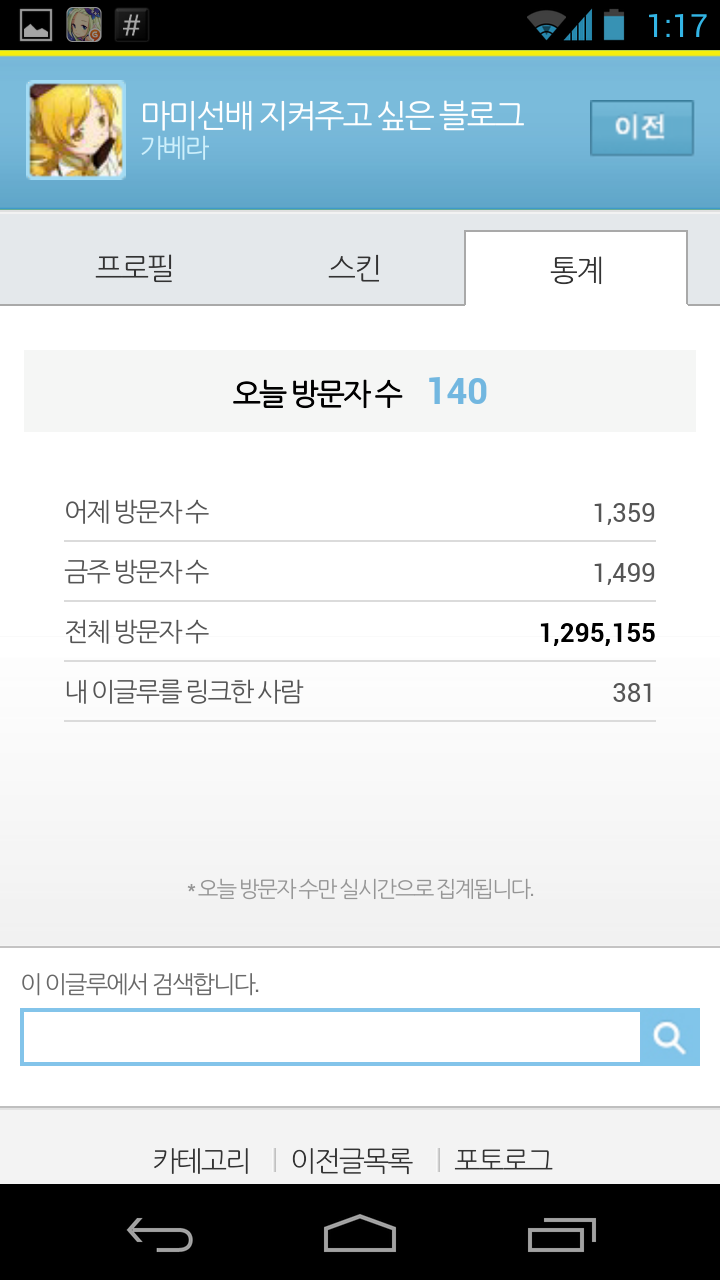 #
1:17
마미선배 지켜주고 싶은 블로그
가베라
이전
프로필
스킨
통계
오늘 방문자 수 140
어제 방문자 수 1,359
금주 방문자 수 1,499
전체 방문자 수 1,295,155
내 이글루를 링크한 사람 381
* 오늘 방문자 수만 실시간으로 집계됩니다.
이 이글루에서 검색합니다.
카테고리 | 이전글목록 | 포토로그